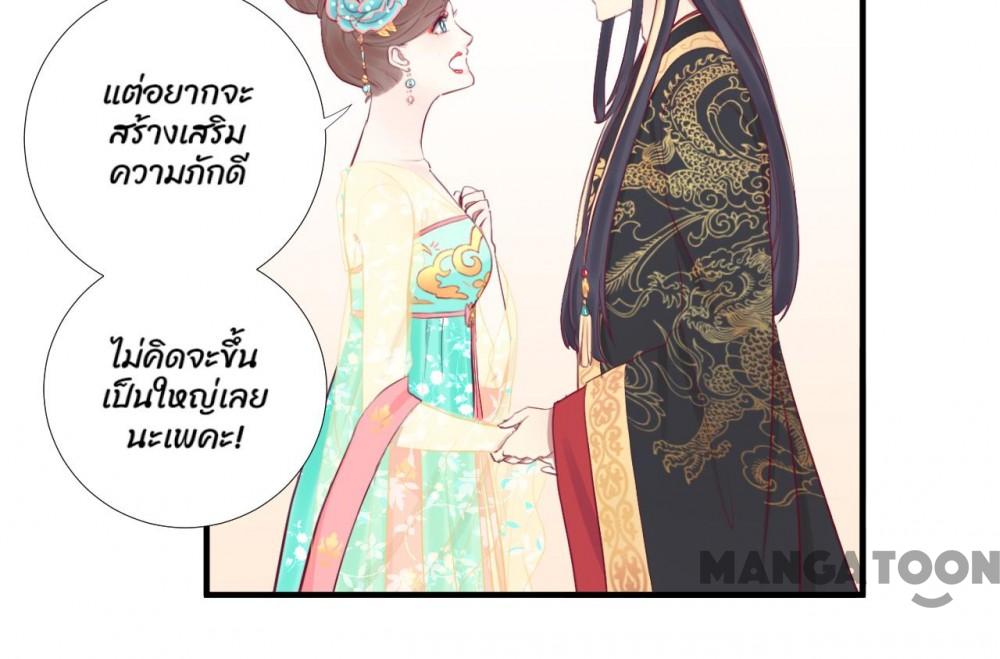 แต่อยากจะ
สร้างเสริม
ความภักดี
ไม่คิดจะขึ้น
เป็นใหญ่เลย
นะเพคะ!
MANGATOON